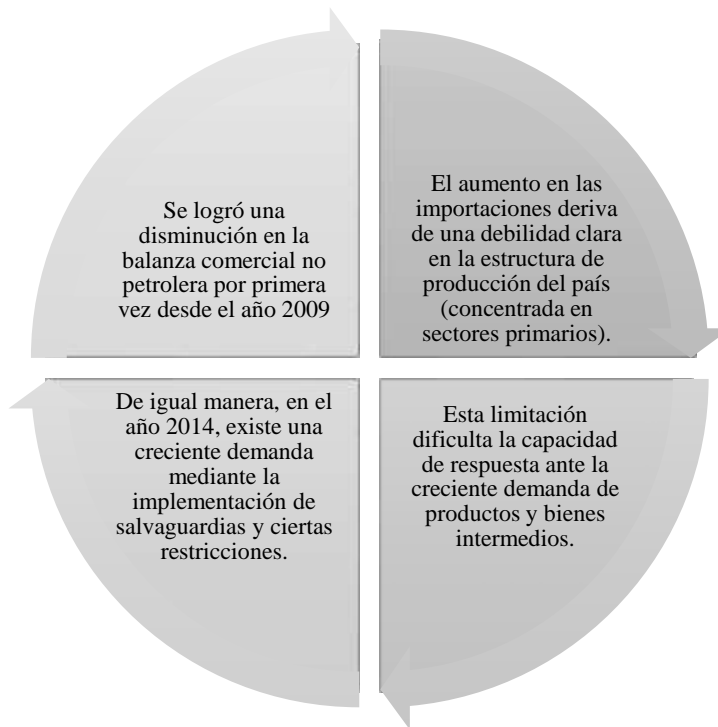 Se logró una
disminución en la
balanza comercial no
petrolera por primera
vez desde el año 2009
El aumento en las
importaciones deriva
de una debilidad clara
en la estructura de
producción del país
(concentrada en
sectores primarios).
De igual manera, en el
año 2014, existe una
creciente demanda
mediante la
implementación de
salvaguardias y ciertas
restricciones.
Esta limitación
dificulta la capacidad
de respuesta ante la
creciente demanda de
productos y bienes
intermedios.